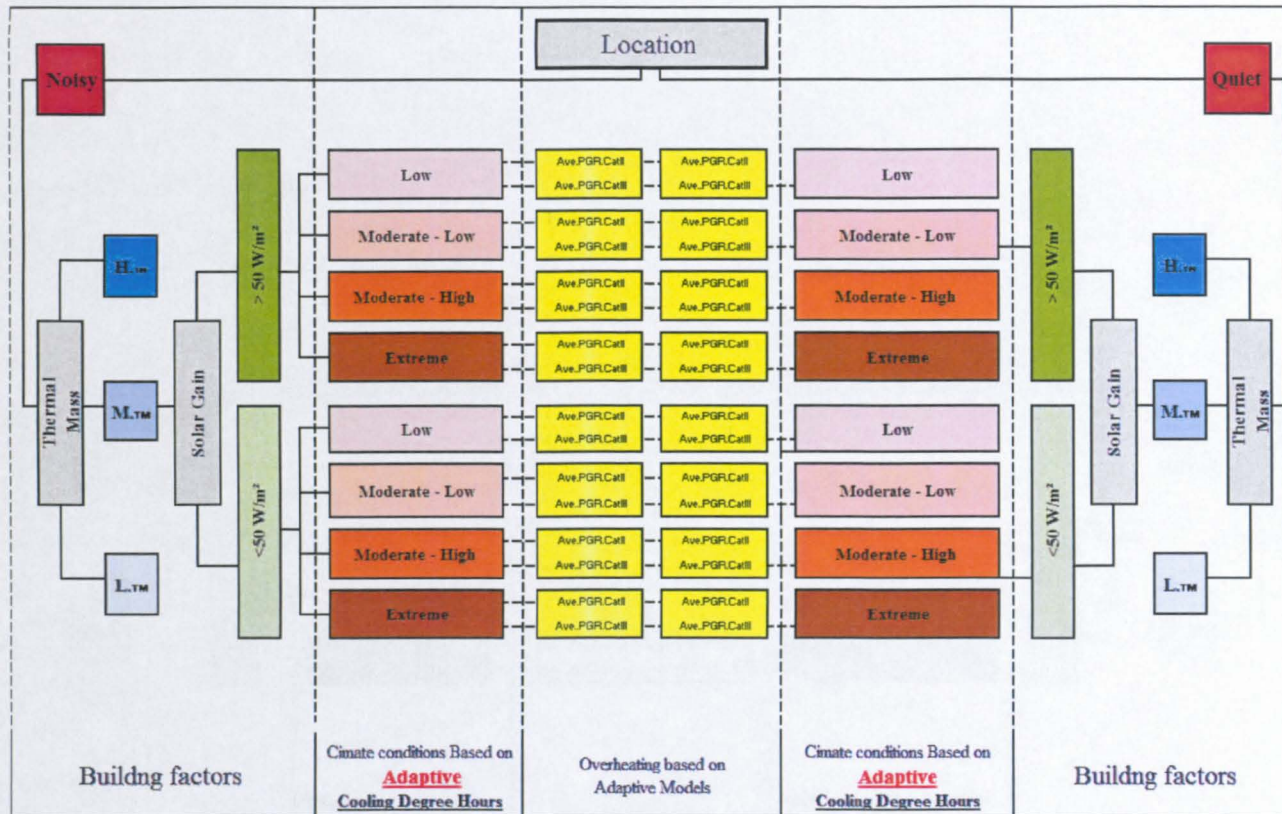 Location
Noisy
Quiet
> 50 W/m²
Low
Ave.PGR.CatII
Ave..PGR.CatIII
Ave.PGR.CatII
Ave..PGR.CatIII
Low
> 50 W/m²
Moderate - Low
Ave.PGR.CatII
Ave..PGR.CatIII
Ave.PGR.CatII
Ave..PGR.CatIII
Moderate - Low
H.TM
H.TM
Moderate - High
Ave.PGR.CatII
Ave..PGR.CatIII
Ave.PGR.CatII
Ave..PGR.CatIII
Moderate - High
Extreme
Ave.PGR.CatII
Ave..PGR.CatIII
Ave.PGR.CatII
Ave..PGR.CatIII
Extreme
Thermal
Mass
M.TM
Solar Gain
Solar Gain
M.TM
Thermal
Mass
<50 W/m²
Low
Ave.PGR.CatII
Ave..PGR.CatIII
Ave.PGR.CatII
Ave..PGR.CatIII
Low
<50 W/m²
Moderate - Low
Ave.PGR.CatII
Ave..PGR.CatIII
Ave.PGR.CatII
Ave..PGR.CatIII
Moderate - Low
Moderate - High
Ave.PGR.CatII
Ave..PGR.CatIII
Ave.PGR.CatII
Ave..PGR.CatIII
Moderate - High
L.TM
L.TM
Extreme
Ave.PGR.CatII
Ave..PGR.CatIII
Ave.PGR.CatII
Ave..PGR.CatIII
Extreme
Buildng factors
Cimate conditions Based on
Adaptive
Cooling Degree Hours
Overheating based on
Adaptive Models
Cimate conditions Based on
Adaptive
Cooling Degree Hours
Buildng factors